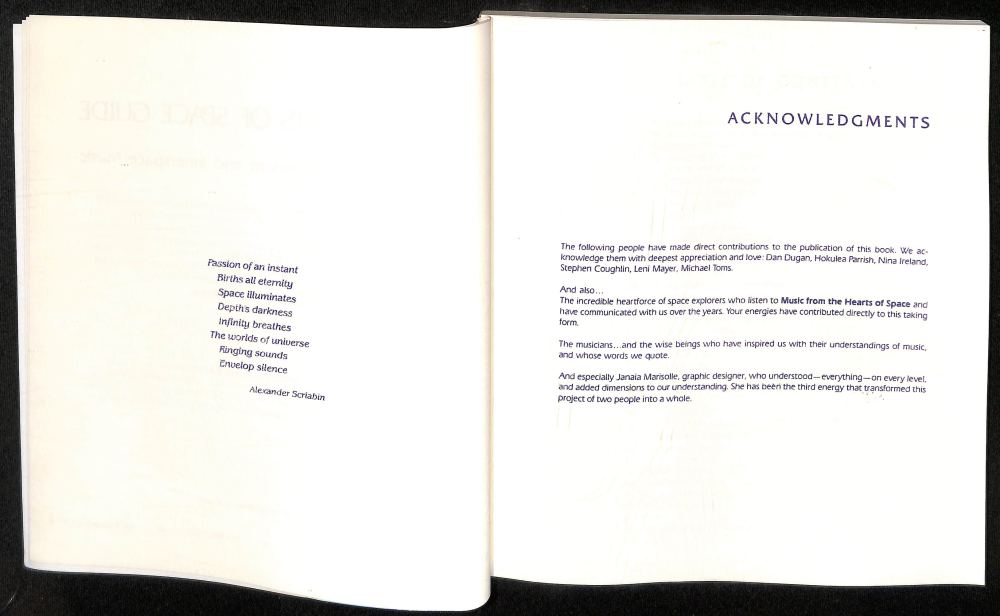 Passion of an instant
Births all eternity
Space illuminates
Depth's darkness
Infinity breathes
The worlds of universe
Ringing sounds
Envelop silence
Alexander Scriabin
ACKNOWLEDGMENTS
The following people have made direct contributions to the publication of this book. We ac-
knowledge them with deepest appreciation and love: Dan Dugan, Hokulea Parrish, Nina Ireland,
Stephen Coughlin, Leni Mayer, Michael Toms.
And also...
The incredible heartforce of space explorers who listen to Music from the Hearts of Space and
have communicated with us over the years. Your energies have contributed directly to this taking
form.
The musicians...and the wise beings who have inspired us with their understandings of music,
and whose words we quote.
And especially Janaia Marisolle, graphic designer, who understood—everything—on every level,
and added dimensions to our understanding. She has been the third energy that transformed this
project of two people into a whole.